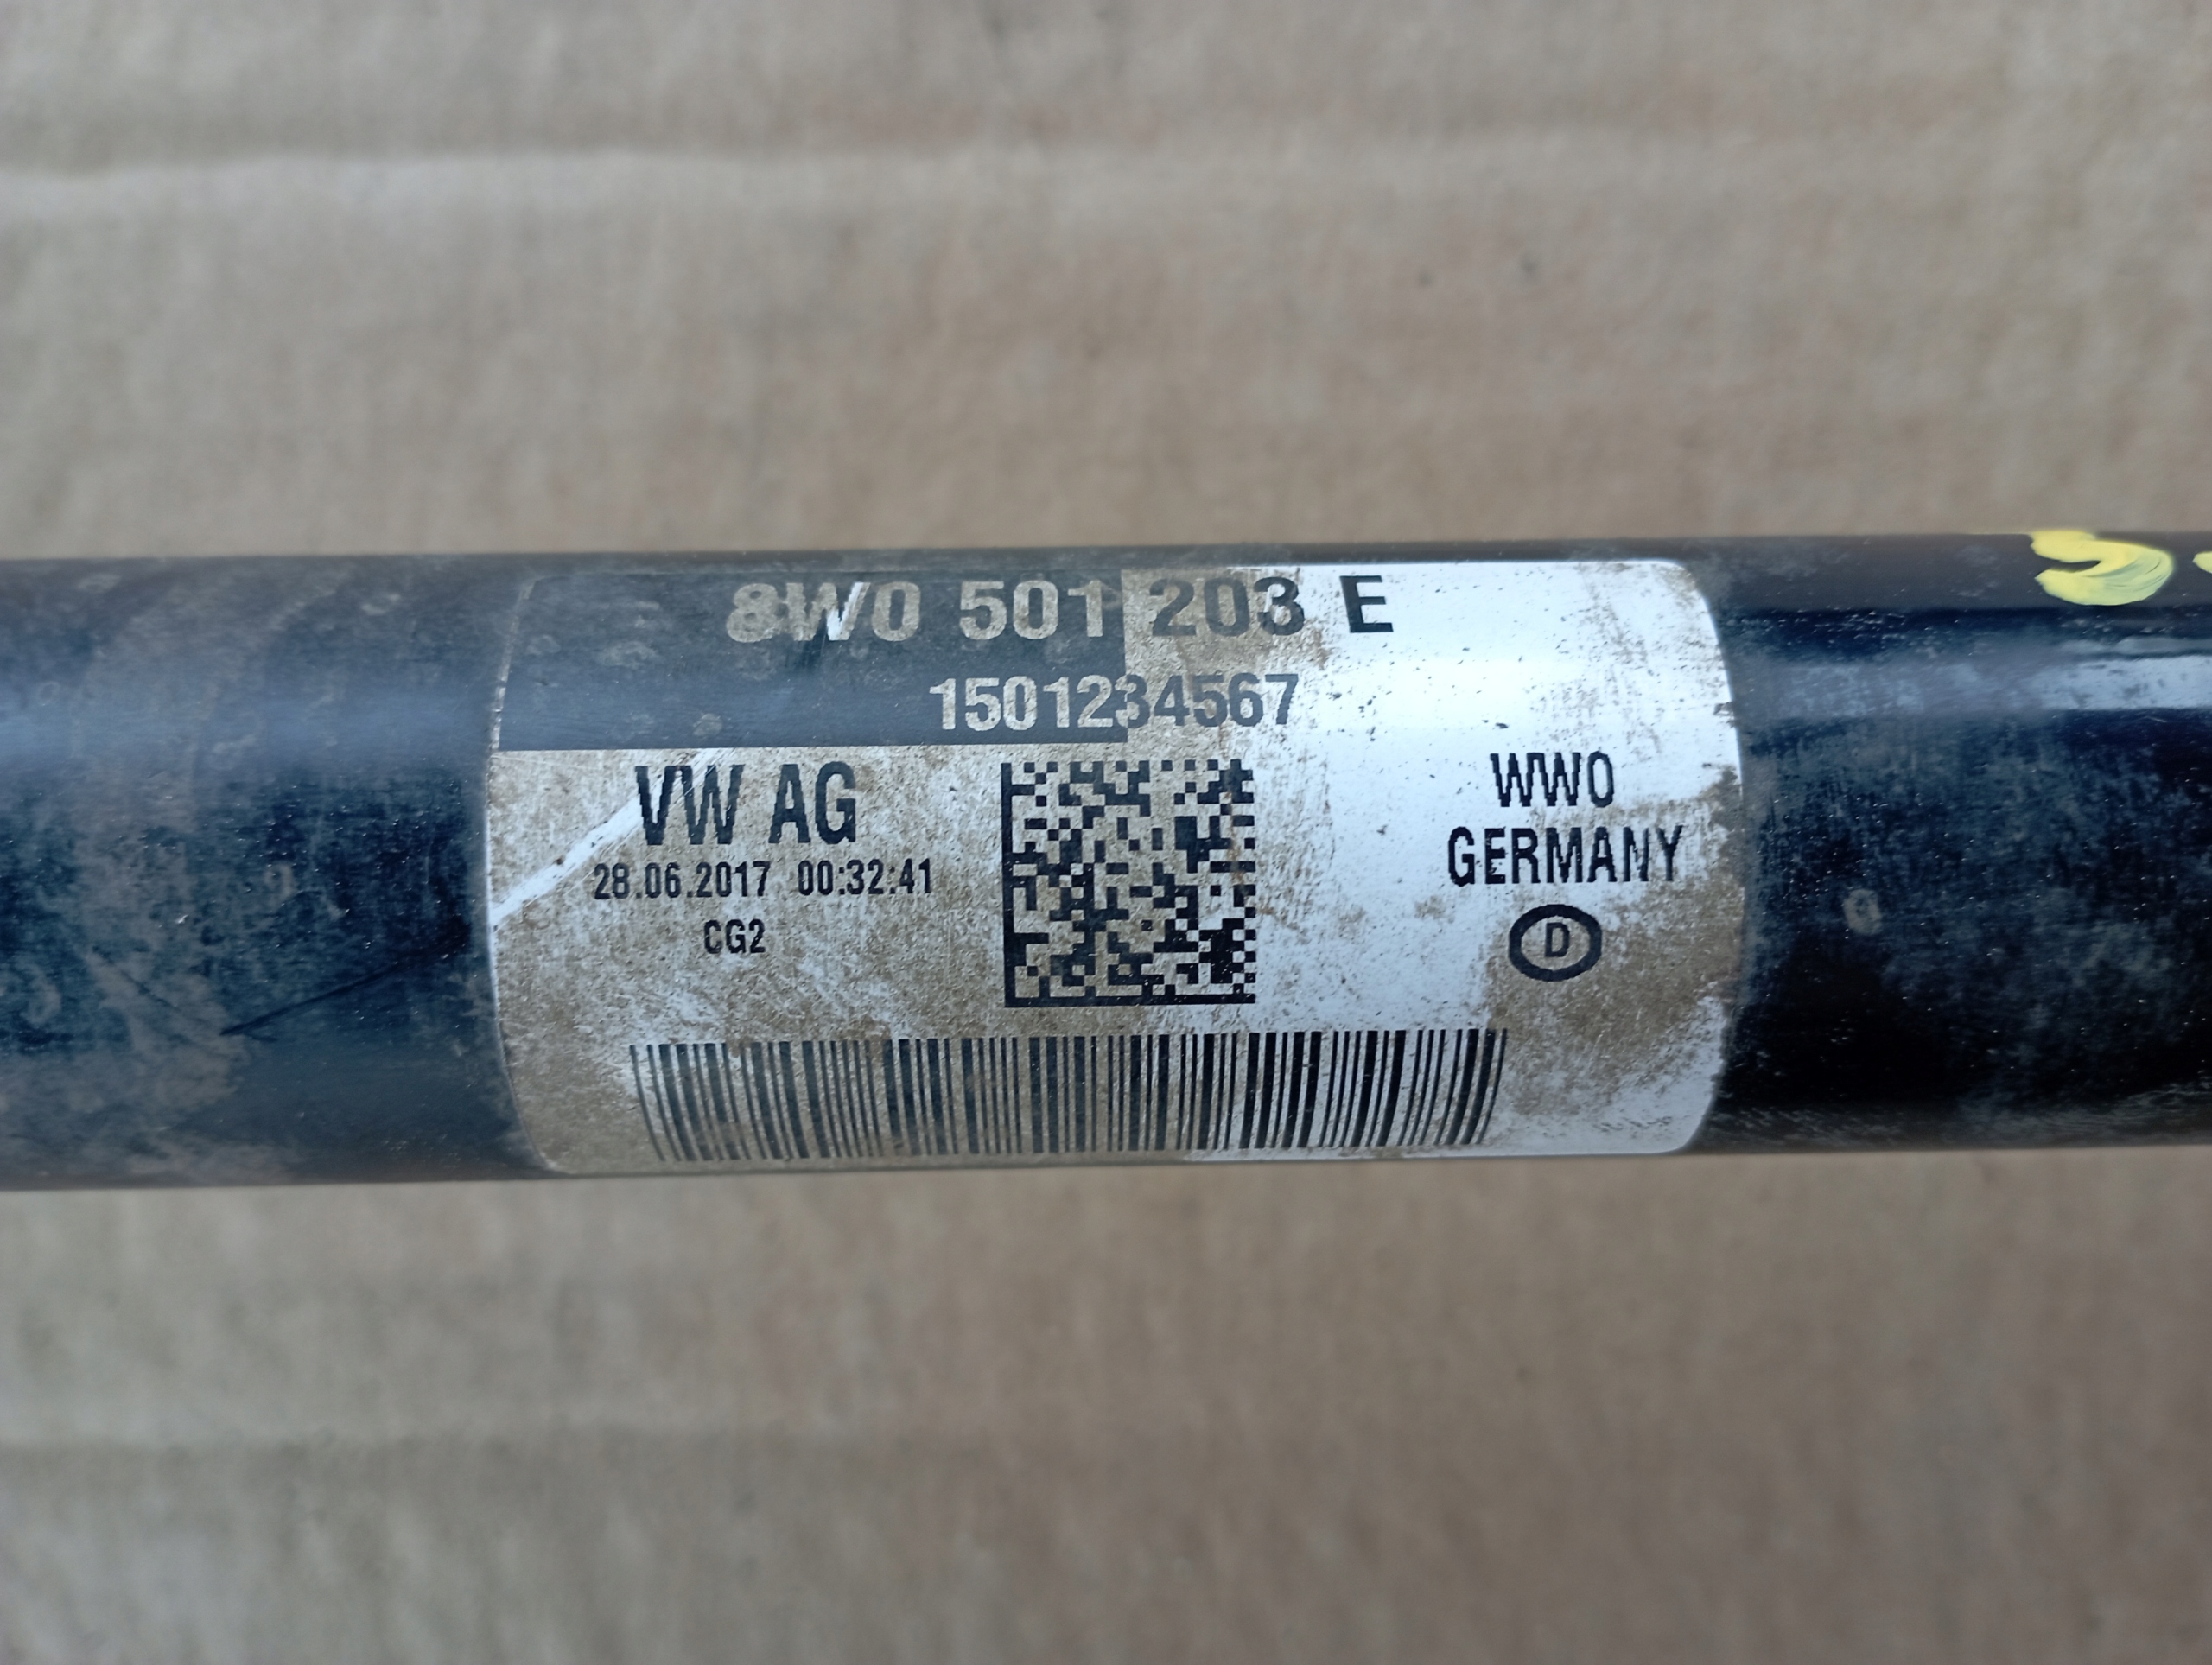 8W0 501 203 E
1501234567
VW AG
28.06.2017 00:32:41
CG2
WW0
GERMANY
D